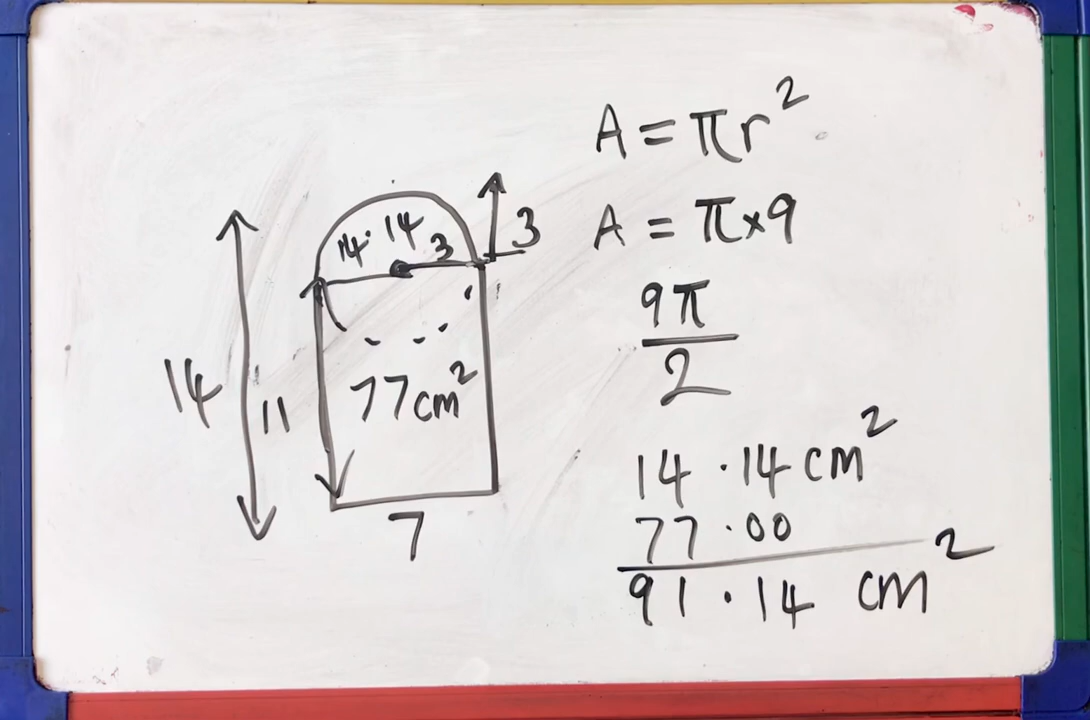 A = πr²
A = π×9
9π
2
14·14 cm²
77·00
91·14 cm²
14·14
3
3
14
11
77cm²
7